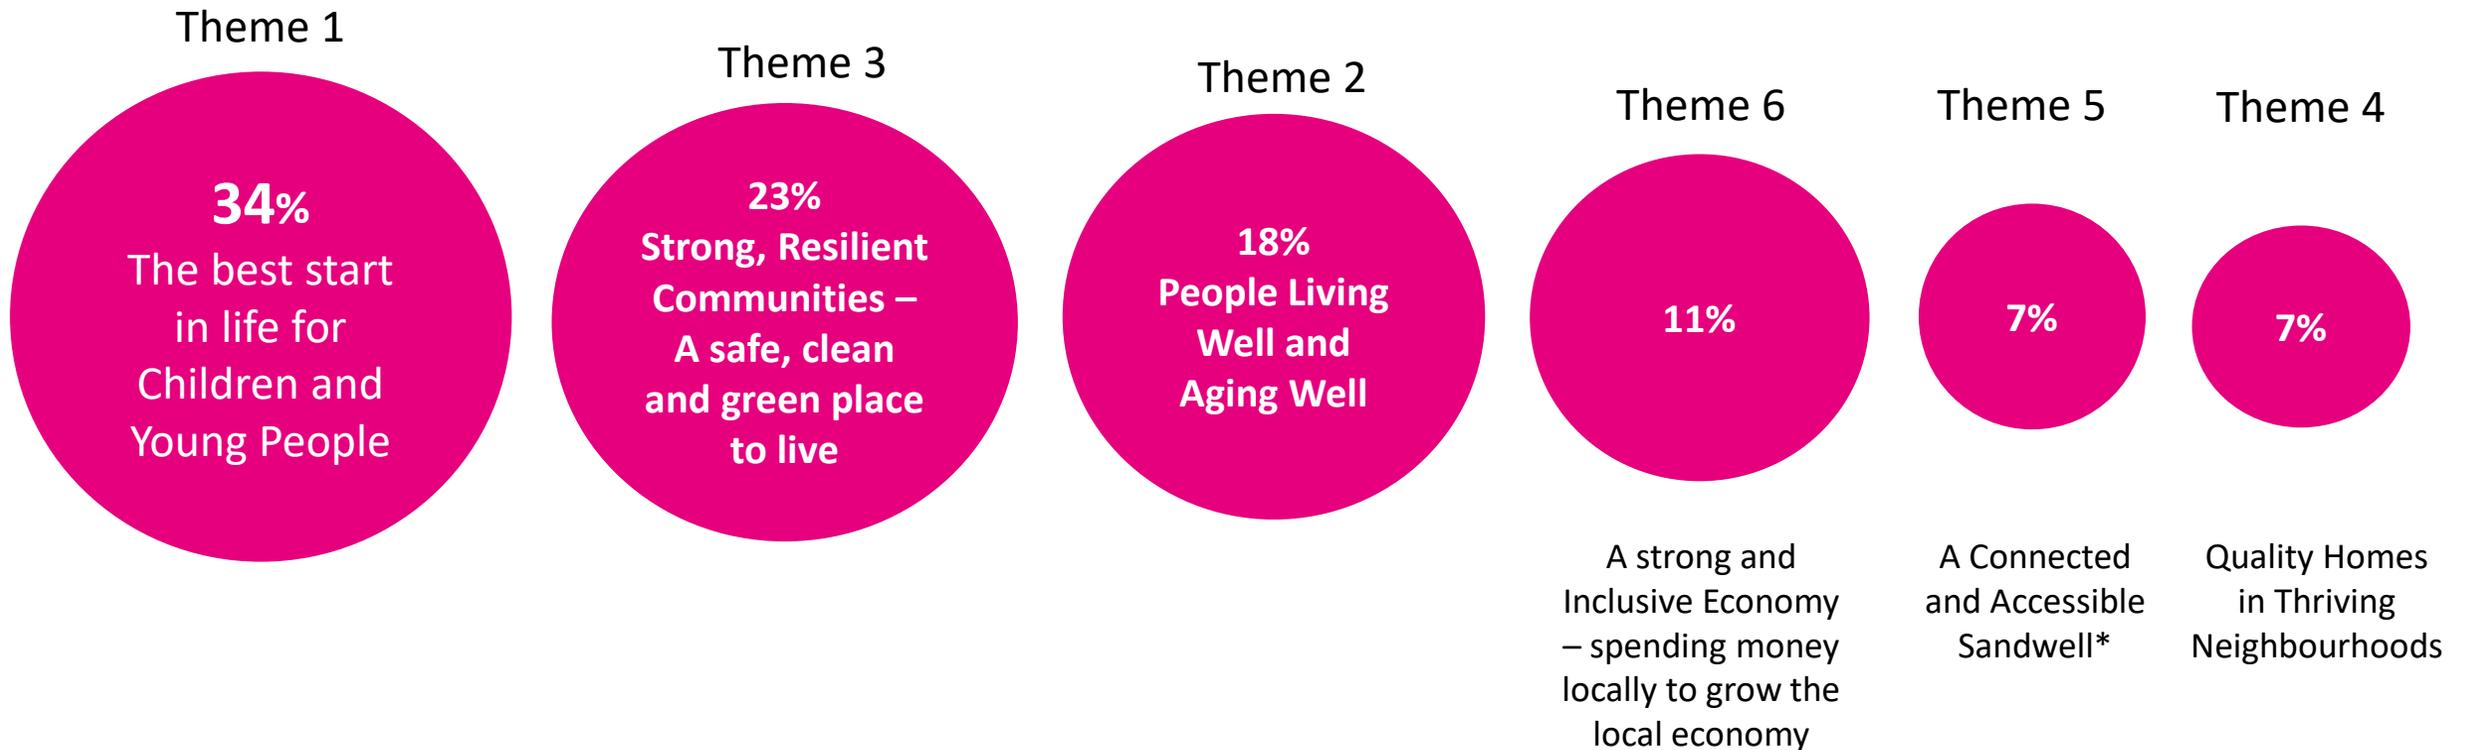 Theme 1
34%
The best start
in life for
Children and
Young People
Theme 3
23%
Strong, Resilient
Communities –
A safe, clean
and green place
to live
Theme 2
18%
People Living
Well and
Aging Well
Theme 6
11%
A strong and
Inclusive Economy
– spending money
locally to grow the
local economy
Theme 5
7%
A Connected
and Accessible
Sandwell*
Theme 4
7%
Quality Homes
in Thriving
Neighbourhoods